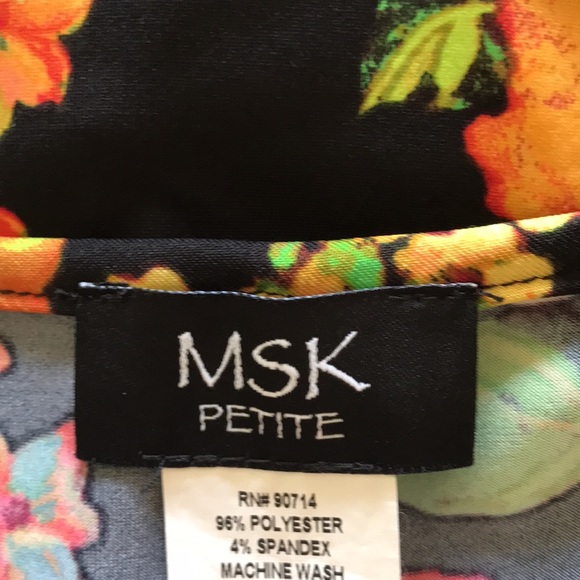 MSK
PETITE
RN# 90714
96% POLYESTER
4% SPANDEX
MACHINE WASH